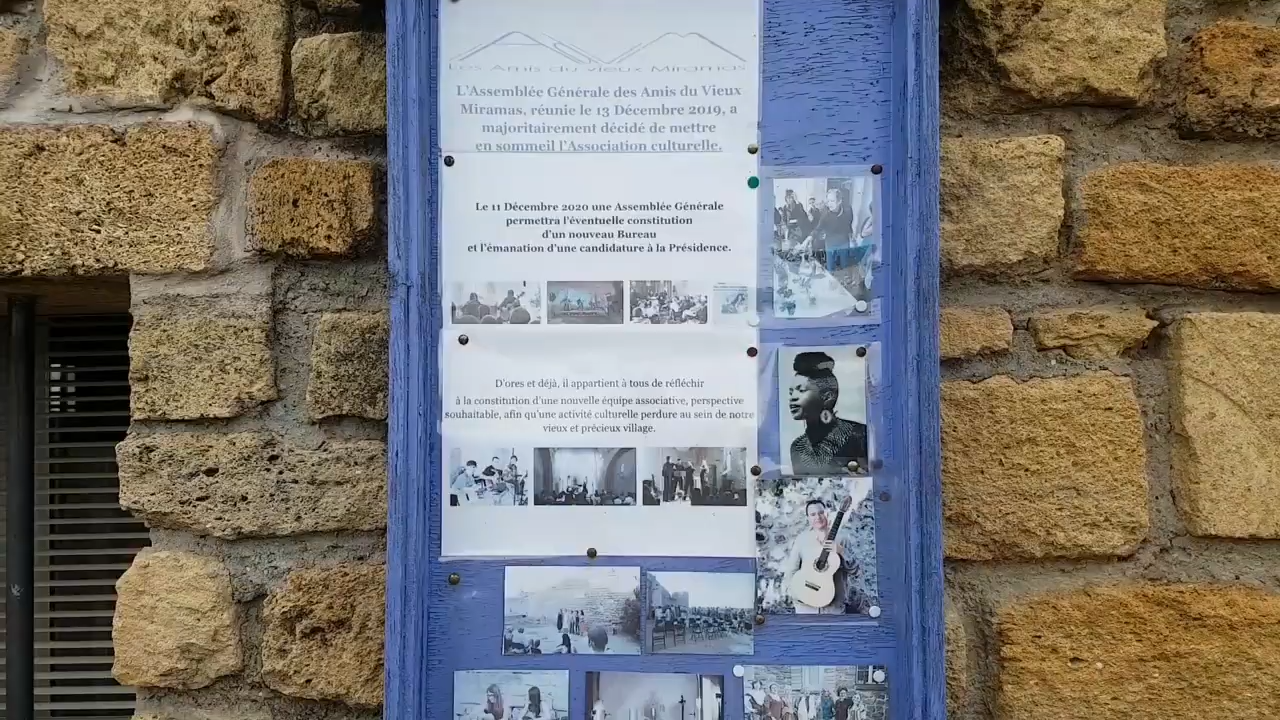 Les Amis du Vieux Miramas
L'Assemblée Générale des Amis du Vieux
Miramas, réunie le 13 Décembre 2019, a
majoritairement décidé de mettre
en sommeil l'Association culturelle.
Le 11 Décembre 2020 une Assemblée Générale
permettra l'éventuelle constitution
d'un nouveau Bureau
et l'émanation d'une candidature à la Présidence.
D'ores et déjà, il appartient à tous de réfléchir
à la constitution d'une nouvelle équipe associative, perspective
souhaitable, afin qu'une activité culturelle perdure au sein de notre
vieux et précieux village.